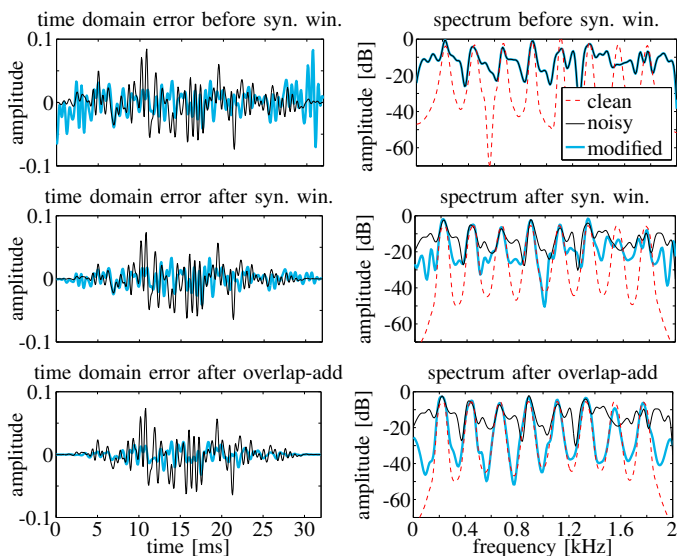 time domain error before syn. win.
amplitude
0.1
0
-0.1
spectrum before syn. win.
amplitude [dB]
0
-20
-40
-60
clean
noisy
modified
time domain error after syn. win.
amplitude
0.1
0
-0.1
spectrum after syn. win.
amplitude [dB]
0
-20
-40
-60
time domain error after overlap-add
amplitude
0.1
0
-0.1
0 5 10 15 20 25 30
time [ms]
spectrum after overlap-add
amplitude [dB]
0
-20
-40
-60
0 0.4 0.8 1.2 1.6 2
frequency [kHz]